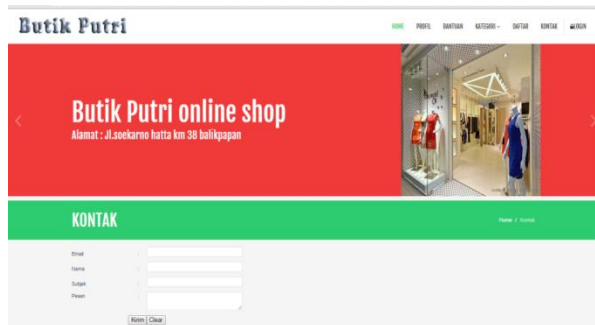 Butik Putri
HOME PROFIL BANTUAN KATEGORI DAFTAR KONTAK LOGIN
Butik Putri online shop
Alamat : Jl.soekarno hatta km 38 balikpapan
KONTAK
Home / Kontak
Email :
Nama :
Subjek :
Pesan :
Kirim Clear